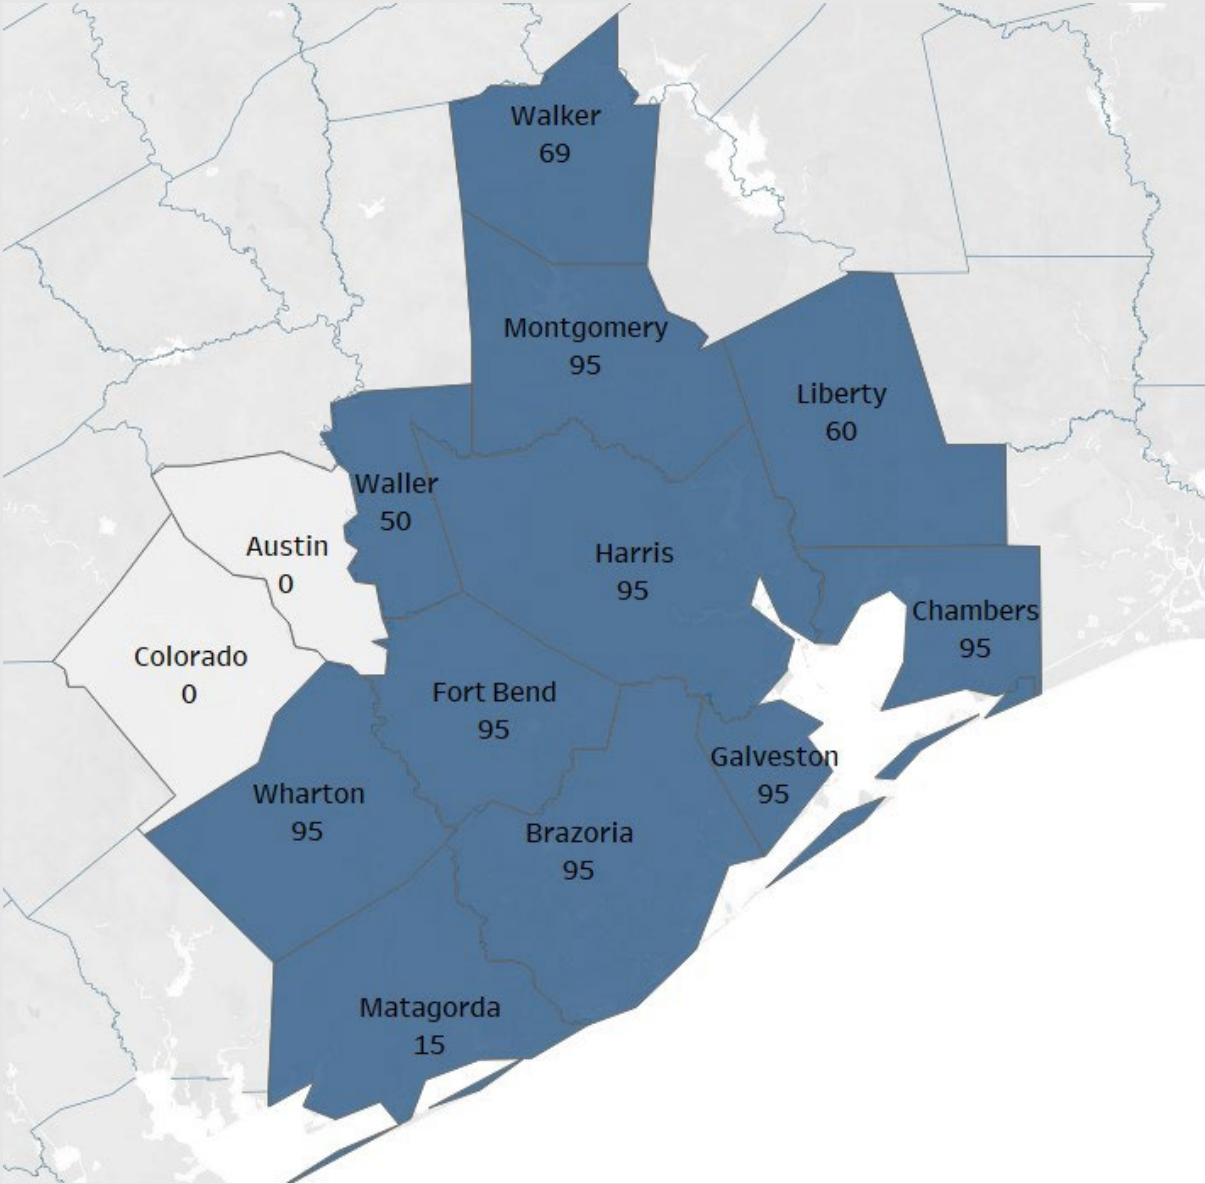 Walker
69
Montgomery
95
Liberty
60
Waller
50
Austin
0
Harris
95
Chambers
95
Colorado
0
Fort Bend
95
Galveston
95
Wharton
95
Brazoria
95
Matagorda
15